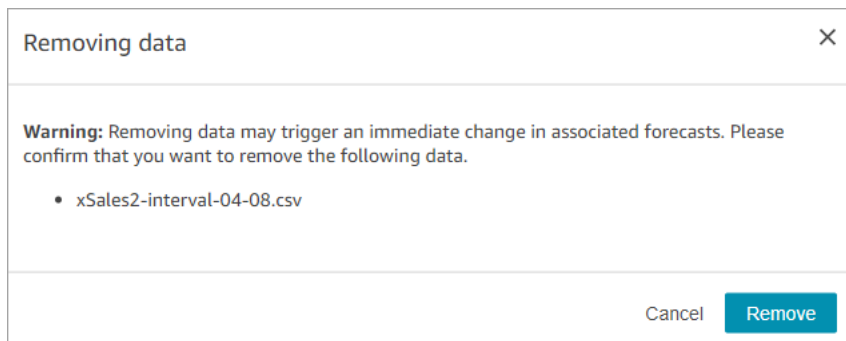 Removing data
Warning: Removing data may trigger an immediate change in associated forecasts. Please
confirm that you want to remove the following data.
• xSales2-interval-04-08.csv
Cancel Remove